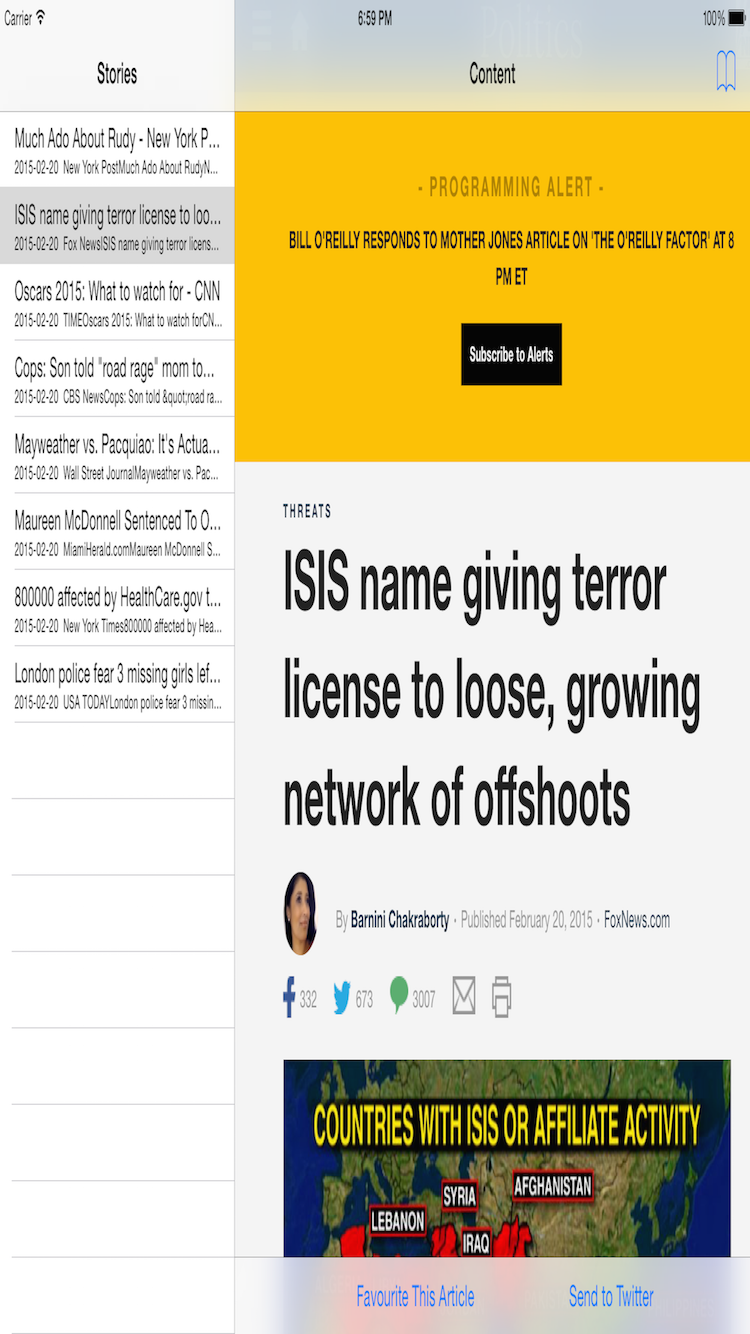 Carrier 6:59 PM 100%
Stories
Much Ado About Rudy - New York P...
2015-02-20 New York PostMuch Ado About RudyN...
ISIS name giving terror license to loo...
2015-02-20 Fox NewsISIS name giving terror licens...
Oscars 2015: What to watch for - CNN
2015-02-20 TIMEOscars 2015: What to watch forCN...
Cops: Son told "road rage" mom to...
2015-02-20 CBS NewsCops: Son told &quot;road ra...
Mayweather vs. Pacquiao: It's Actua...
2015-02-20 Wall Street JournalMayweather vs. Pac...
Maureen McDonnell Sentenced To O...
2015-02-20 MiamiHerald.comMaureen McDonnell S...
800000 affected by HealthCare.gov t...
2015-02-20 New York Times800000 affected by Hea...
London police fear 3 missing girls lef...
2015-02-20 USA TODAYLondon police fear 3 missin...
Politics
Content
- PROGRAMMING ALERT -
BILL O'REILLY RESPONDS TO MOTHER JONES ARTICLE ON 'THE O'REILLY FACTOR' AT 8
PM ET
Subscribe to Alerts
THREATS
ISIS name giving terror
license to loose, growing
network of offshoots
By Barnini Chakraborty · Published February 20, 2015 · FoxNews.com
332 673 3007
COUNTRIES WITH ISIS OR AFFILIATE ACTIVITY
AFGHANISTAN
SYRIA
LEBANON
IRAQ
Favourite This Article Send to Twitter